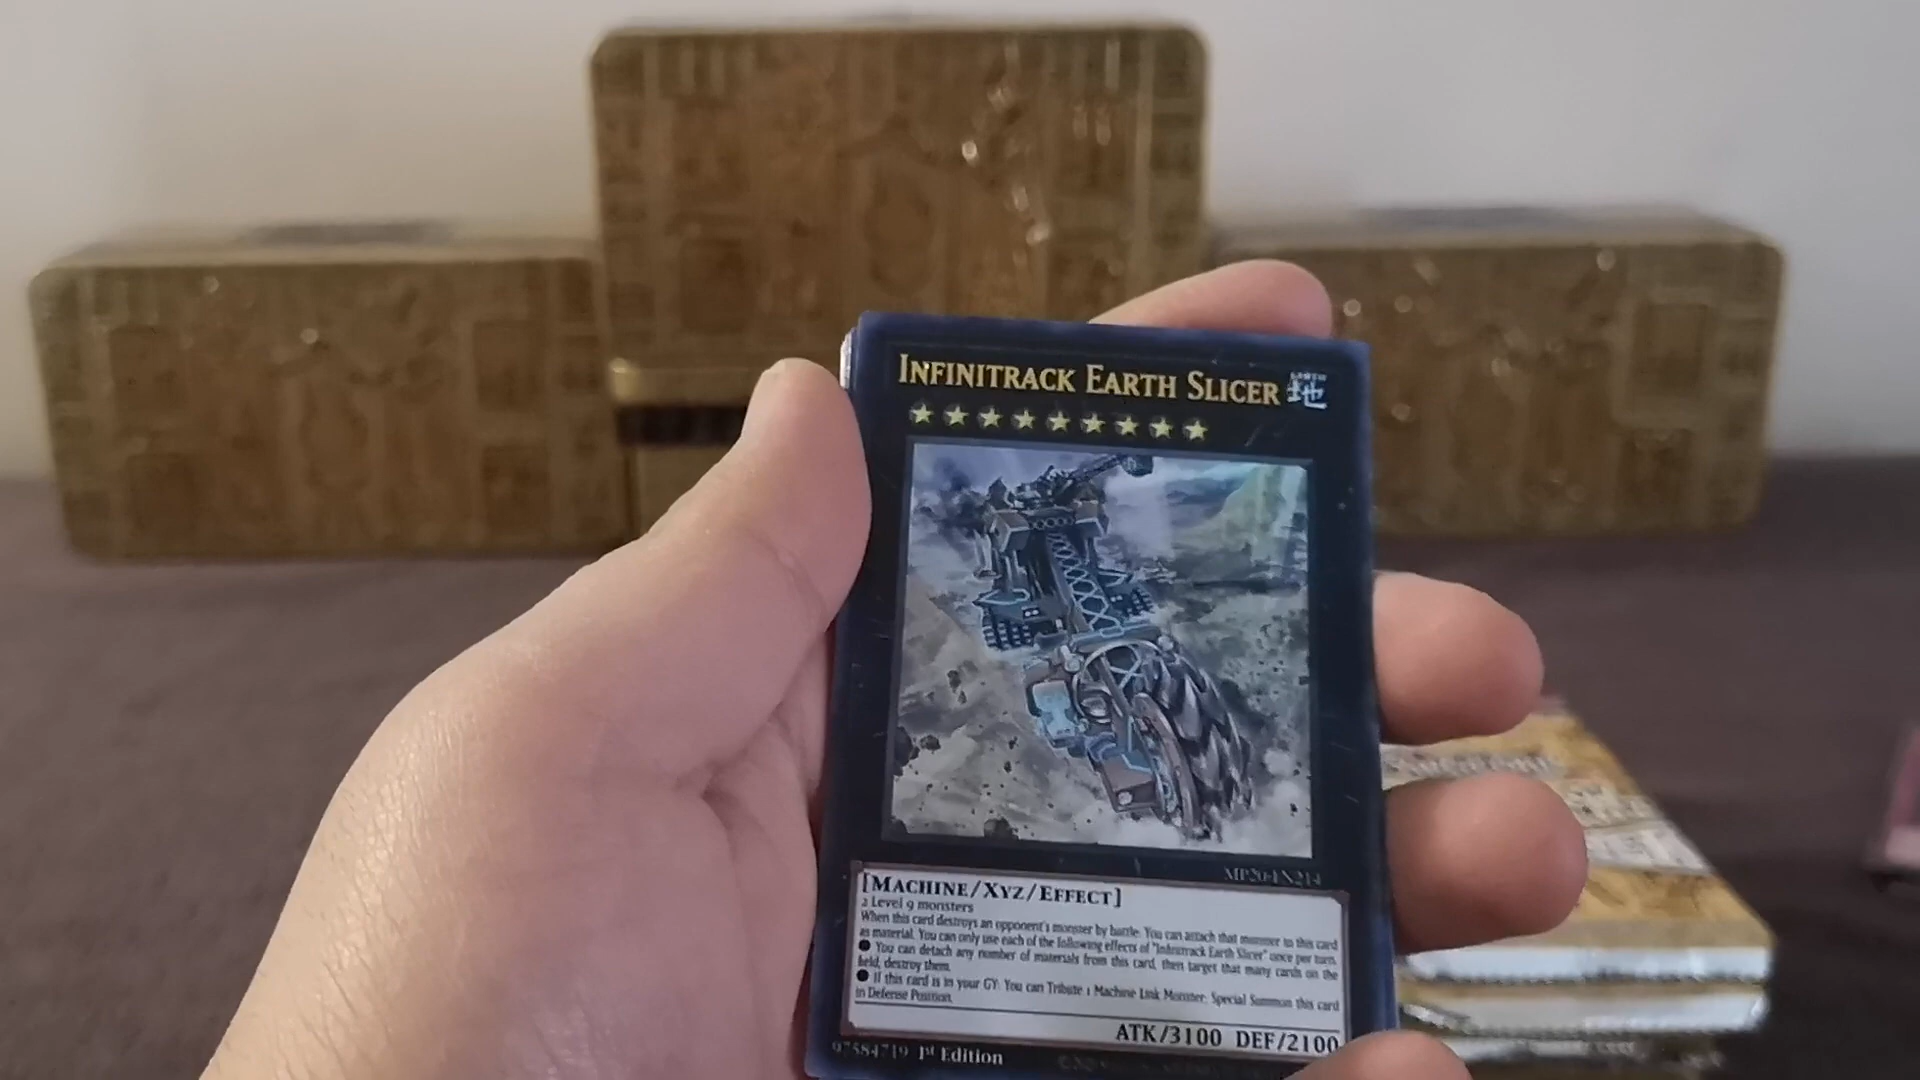 INFINITRACK EARTH SLICER
EARTH 地
MP20-EN214
[MACHINE/XYZ/EFFECT]
2 Level 9 monsters
When this card destroys an opponent's monster by battle: You can attach that monster to this card
as material. You can only use each of the following effects of "Infinitrack Earth Slicer" once per turn.
● You can detach any number of materials from this card, then target that many cards on the
field; destroy them.
● If this card is in your GY: You can Tribute 1 Machine Link Monster; Special Summon this card
in Defense Position.
ATK/3100 DEF/2100
97584719 1st Edition